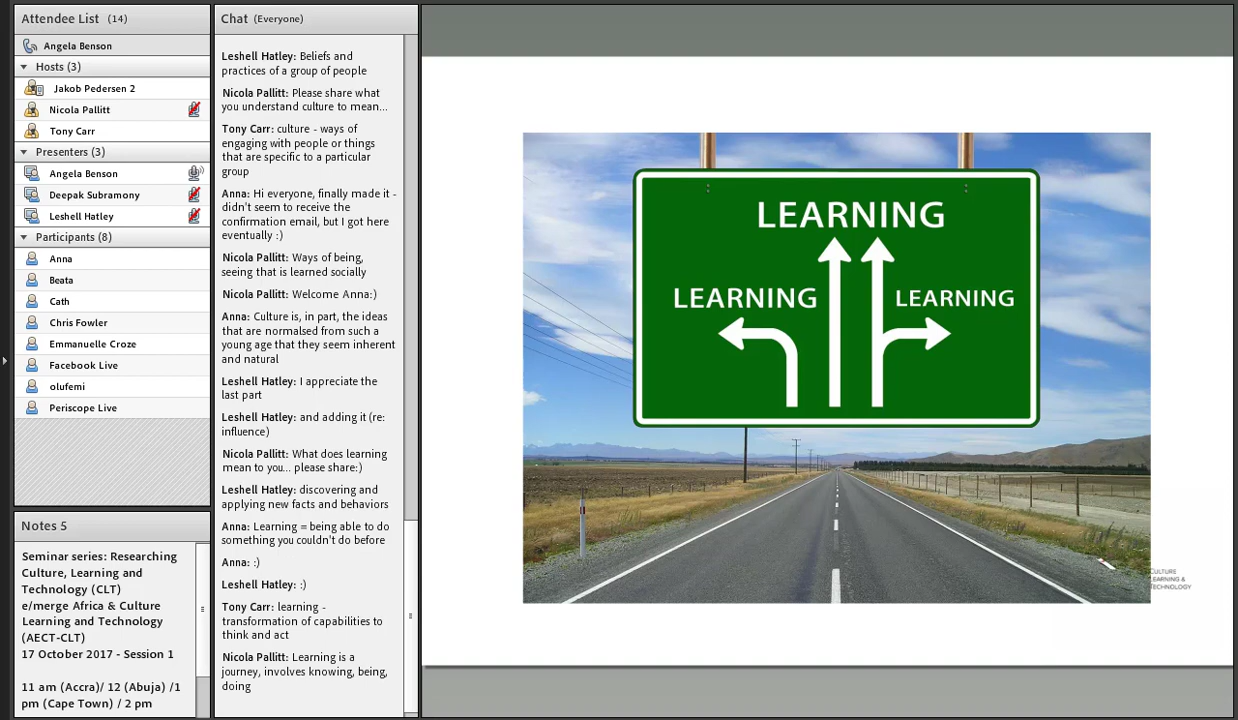 Attendee List (14)
Angela Benson
Hosts (3)
Jakob Pedersen 2
Nicola Pallitt
Tony Carr
Presenters (3)
Angela Benson
Deepak Subramony
Leshell Hatley
Participants (8)
Anna
Beata
Cath
Chris Fowler
Emmanuelle Croze
Facebook Live
olufemi
Periscope Live
Notes 5
Seminar series: Researching
Culture, Learning and
Technology (CLT)
e/merge Africa & Culture
Learning and Technology
(AECT-CLT)
17 October 2017 - Session 1
11 am (Accra)/ 12 (Abuja) /1
pm (Cape Town) / 2 pm
Chat (Everyone)
Leshell Hatley: Beliefs and
practices of a group of people
Nicola Pallitt: Please share what
you understand culture to mean...
Tony Carr: culture - ways of
engaging with people or things
that are specific to a particular
group
Anna: Hi everyone, finally made it -
didn't seem to receive the
confirmation email, but I got here
eventually :)
Nicola Pallitt: Ways of being,
seeing that is learned socially
Nicola Pallitt: Welcome Anna:)
Anna: Culture is, in part, the ideas
that are normalised from such a
young age that they seem inherent
and natural
Leshell Hatley: I appreciate the
last part
Leshell Hatley: and adding it (re:
influence)
Nicola Pallitt: What does learning
mean to you... please share:)
Leshell Hatley: discovering and
applying new facts and behaviors
Anna: Learning = being able to do
something you couldn't do before
Anna: :)
Leshell Hatley: :)
Tony Carr: learning -
transformation of capabilities to
think and act
Nicola Pallitt: Learning is a
journey, involves knowing, being,
doing
LEARNING
LEARNING
LEARNING
CULTURE
LEARNING &
TECHNOLOGY